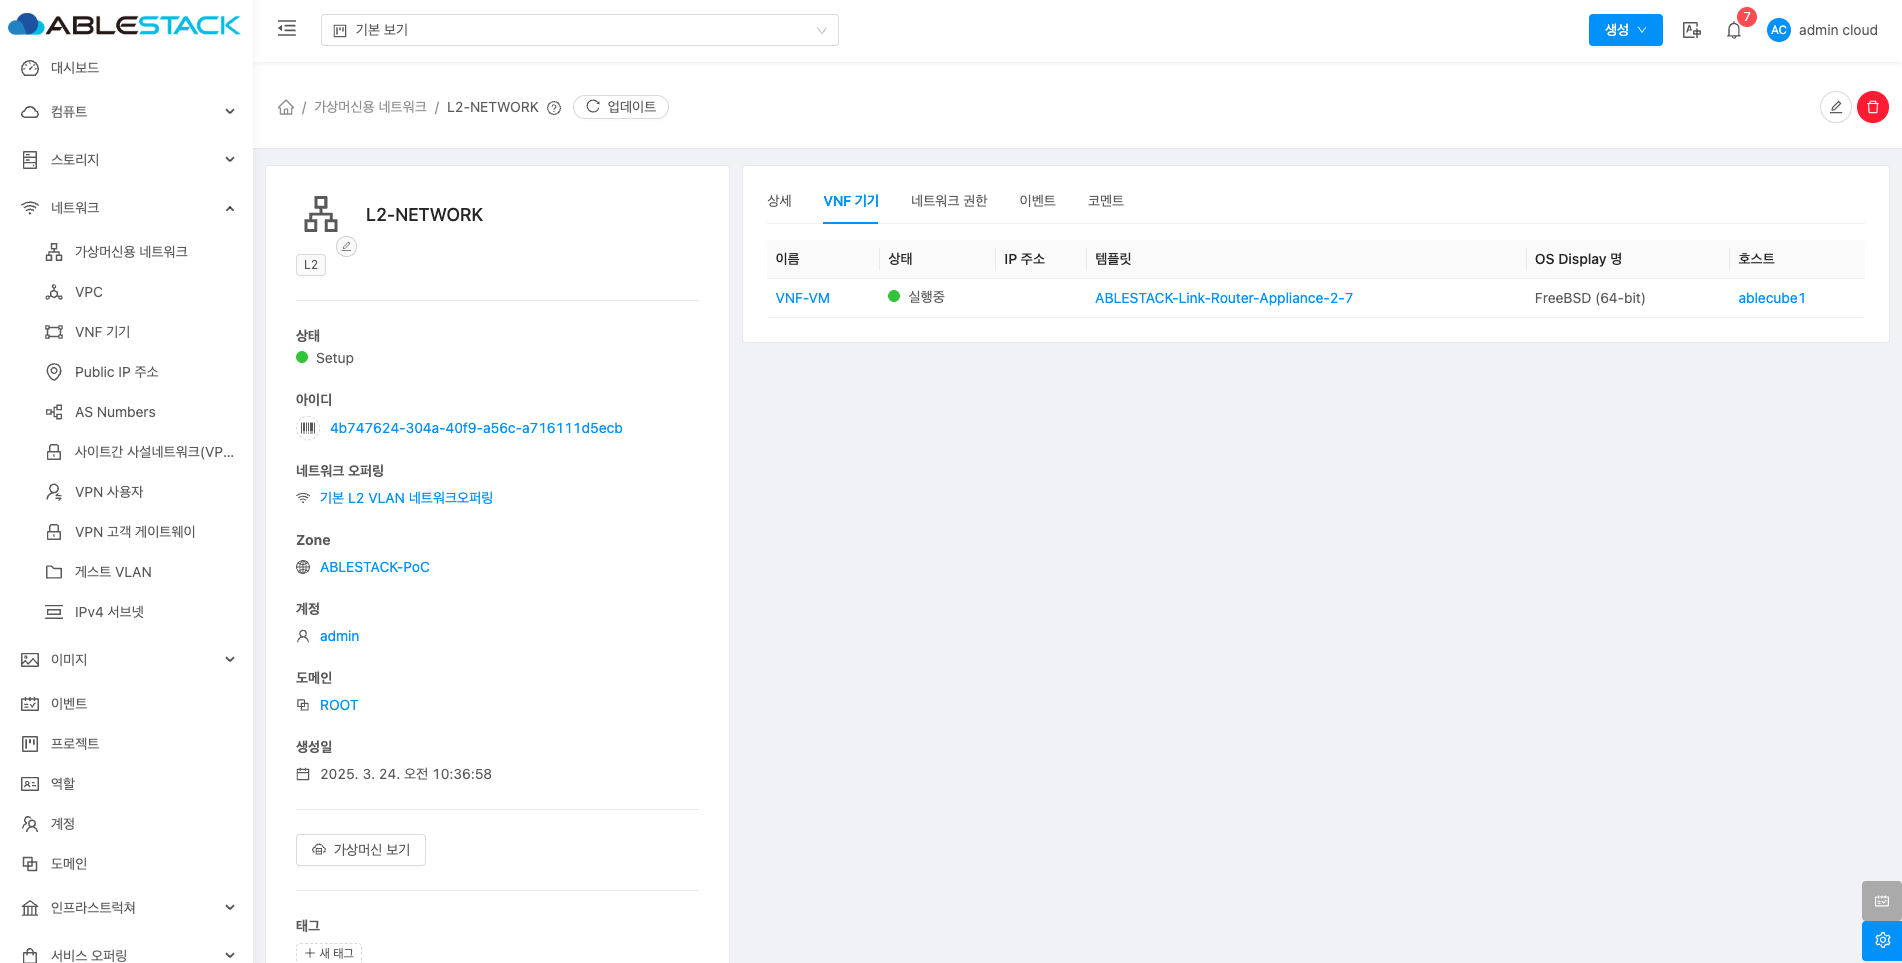 ABLESTACK
기본 보기
생성
7
AC
admin cloud
대시보드
컴퓨트
스토리지
네트워크
가상머신용 네트워크
VPC
VNF 기기
Public IP 주소
AS Numbers
사이트간 사설네트워크(VP...
VPN 사용자
VPN 고객 게이트웨이
게스트 VLAN
IPv4 서브넷
이미지
이벤트
프로젝트
역할
계정
도메인
인프라스트럭쳐
서비스 오퍼링
/ 가상머신용 네트워크 / L2-NETWORK
업데이트
L2-NETWORK
L2
상태
Setup
아이디
4b747624-304a-40f9-a56c-a716111d5ecb
네트워크 오퍼링
기본 L2 VLAN 네트워크오퍼링
Zone
ABLESTACK-PoC
계정
admin
도메인
ROOT
생성일
2025. 3. 24. 오전 10:36:58
가상머신 보기
태그
+ 새 태그
상세 VNF 기기 네트워크 권한 이벤트 코멘트
이름 상태 IP 주소 템플릿 OS Display 명 호스트
VNF-VM 실행중 ABLESTACK-Link-Router-Appliance-2-7 FreeBSD (64-bit) ablecube1